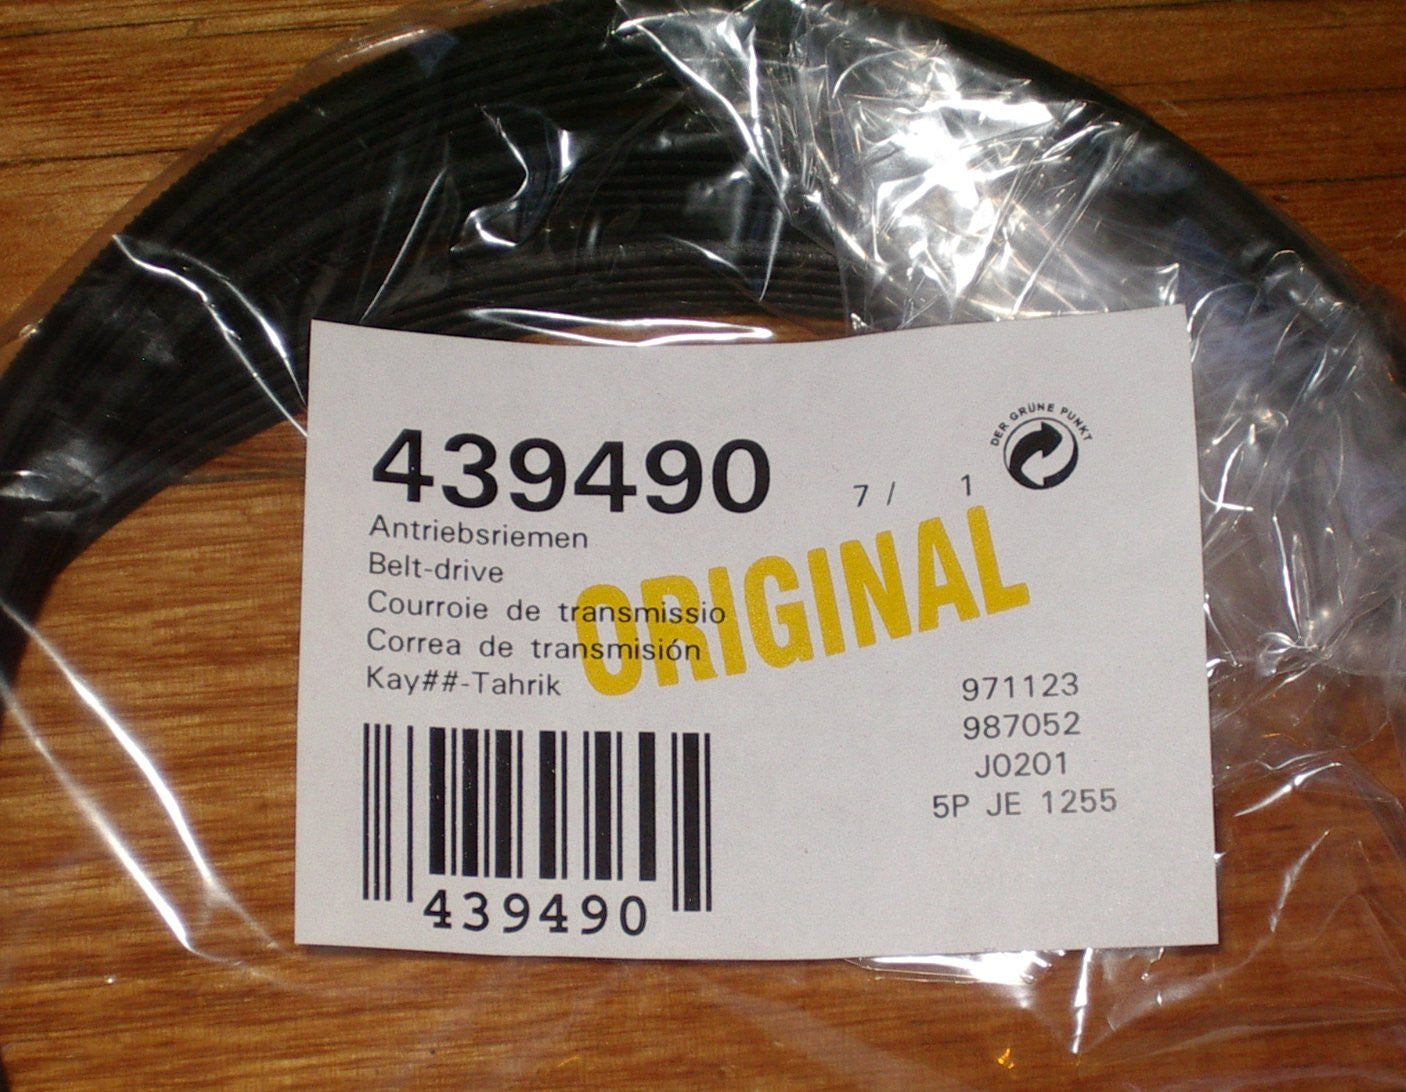 DER GRÜNE PUNKT
439490 7 / 1
Antriebsriemen
Belt-drive
Courroie de transmissio
Correa de transmisión
Kay##-Tahrik
ORIGINAL
971123
987052
J0201
5P JE 1255
439490